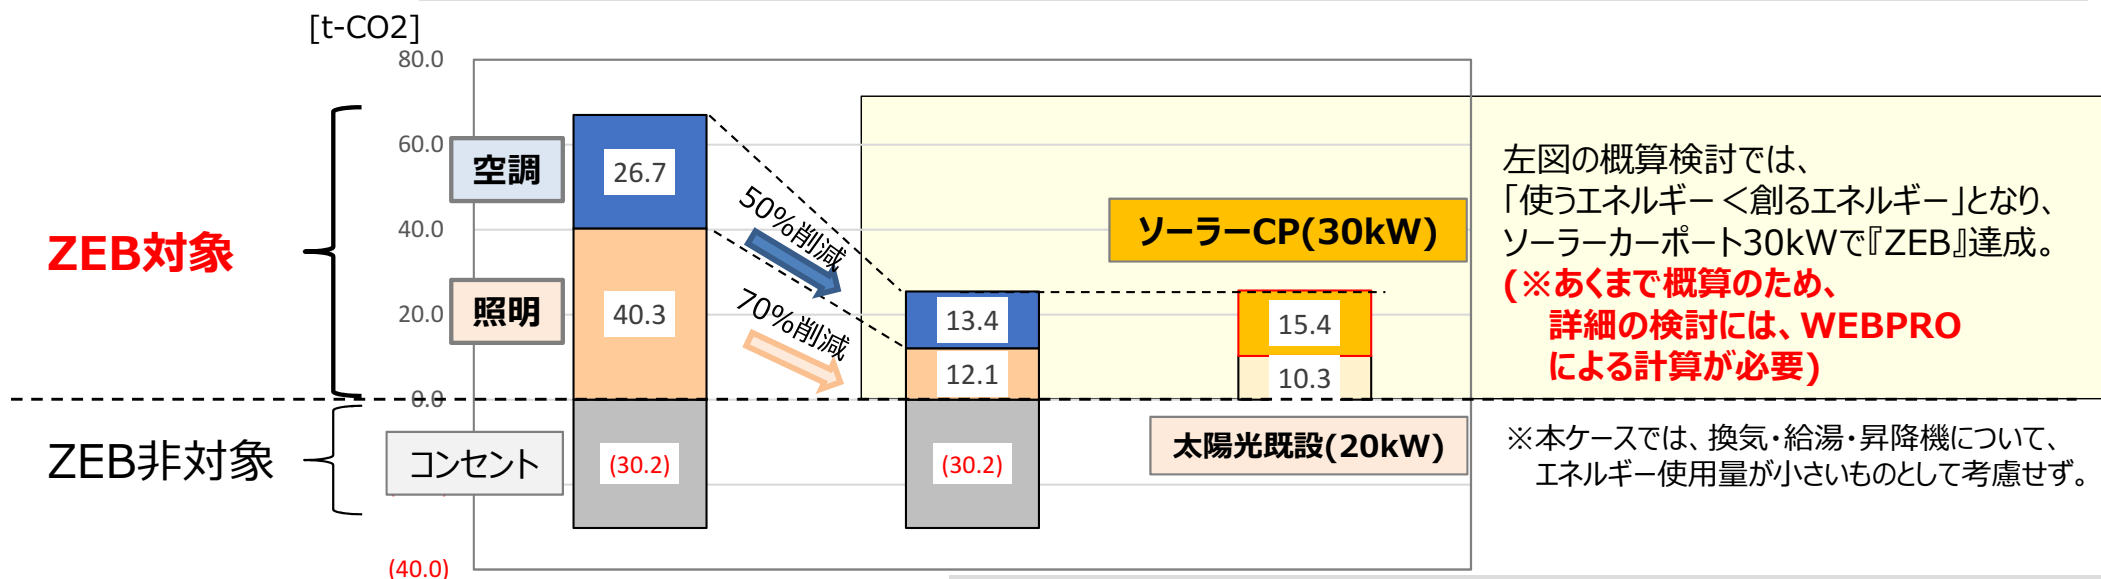 [t-CO2]
80.0
60.0
40.0
20.0
0.0
(40.0)
ZEB対象
ZEB非対象
空調
照明
コンセント
26.7
40.3
(30.2)
50%削減
70%削減
13.4
12.1
(30.2)
ソーラーCP(30kW)
15.4
10.3
太陽光既設(20kW)
左図の概算検討では、
「使うエネルギー＜創るエネルギー」となり、
ソーラーカーポート30kWで『ZEB』達成。
(※あくまで概算のため、
詳細の検討には、WEBPRO
による計算が必要)
※本ケースでは、換気・給湯・昇降機について、
エネルギー使用量が小さいものとして考慮せず。